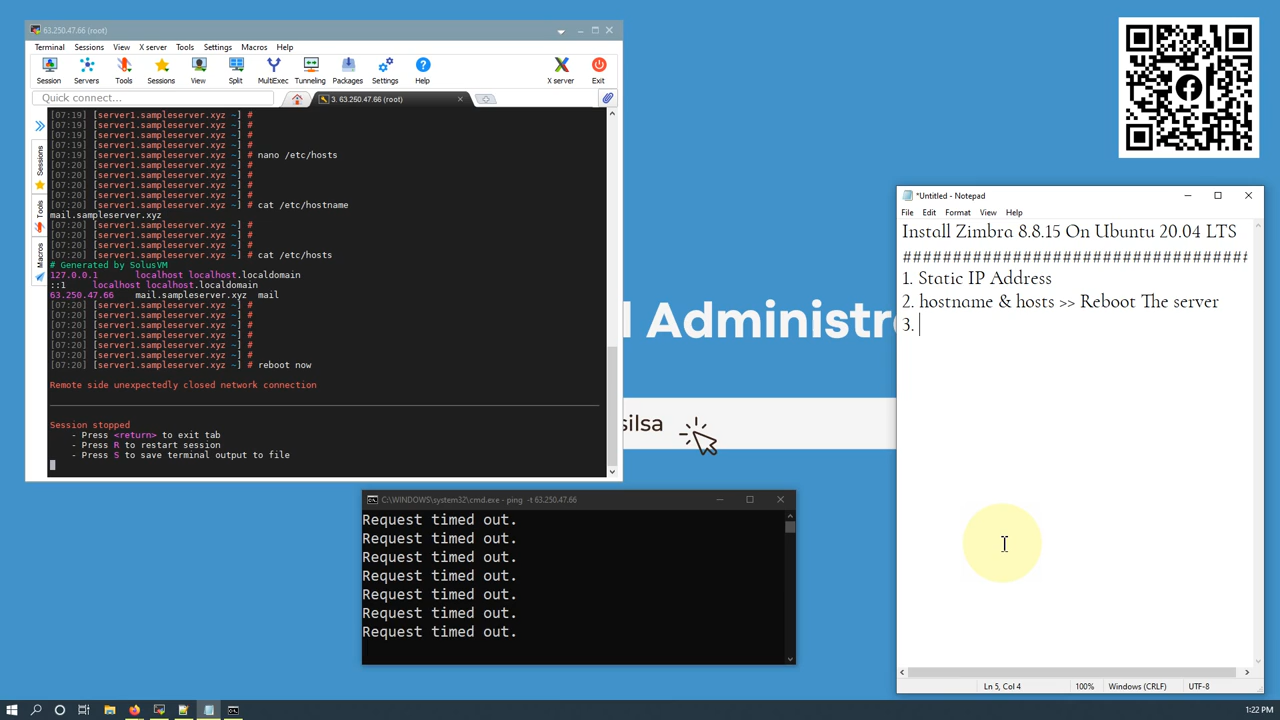 63.250.47.66 (root)
Terminal Sessions View X server Tools Settings Macros Help
Session Servers Tools Sessions View Split MultiExec Tunneling Packages Settings Help X server Exit
Quick connect...
3. 63.250.47.66 (root)
Sessions
Tools
Macros
[07:19] [server1.sampleserver.xyz ~] #
[07:19] [server1.sampleserver.xyz ~] #
[07:19] [server1.sampleserver.xyz ~] #
[07:19] [server1.sampleserver.xyz ~] #
[07:19] [server1.sampleserver.xyz ~] # nano /etc/hosts
[07:20] [server1.sampleserver.xyz ~] #
[07:20] [server1.sampleserver.xyz ~] #
[07:20] [server1.sampleserver.xyz ~] #
[07:20] [server1.sampleserver.xyz ~] #
[07:20] [server1.sampleserver.xyz ~] # cat /etc/hostname
mail.sampleserver.xyz
[07:20] [server1.sampleserver.xyz ~] #
[07:20] [server1.sampleserver.xyz ~] #
[07:20] [server1.sampleserver.xyz ~] #
[07:20] [server1.sampleserver.xyz ~] # cat /etc/hosts
# Generated by SolusVM
127.0.0.1 localhost localhost.localdomain
::1 localhost localhost.localdomain
63.250.47.66 mail.sampleserver.xyz mail
[07:20] [server1.sampleserver.xyz ~] #
[07:20] [server1.sampleserver.xyz ~] #
[07:20] [server1.sampleserver.xyz ~] #
[07:20] [server1.sampleserver.xyz ~] #
[07:20] [server1.sampleserver.xyz ~] #
[07:20] [server1.sampleserver.xyz ~] #
[07:20] [server1.sampleserver.xyz ~] # reboot now
Remote side unexpectedly closed network connection
Session stopped
- Press <return> to exit tab
- Press R to restart session
- Press S to save terminal output to file
Administr
silsa
C:\WINDOWS\system32\cmd.exe - ping -t 63.250.47.66
Request timed out.
Request timed out.
Request timed out.
Request timed out.
Request timed out.
Request timed out.
Request timed out.
*Untitled - Notepad
File Edit Format View Help
Install Zimbra 8.8.15 On Ubuntu 20.04 LTS
###################################
1. Static IP Address
2. hostname & hosts >> Reboot The server
3.
Ln 5, Col 4 100% Windows (CRLF) UTF-8
1:22 PM